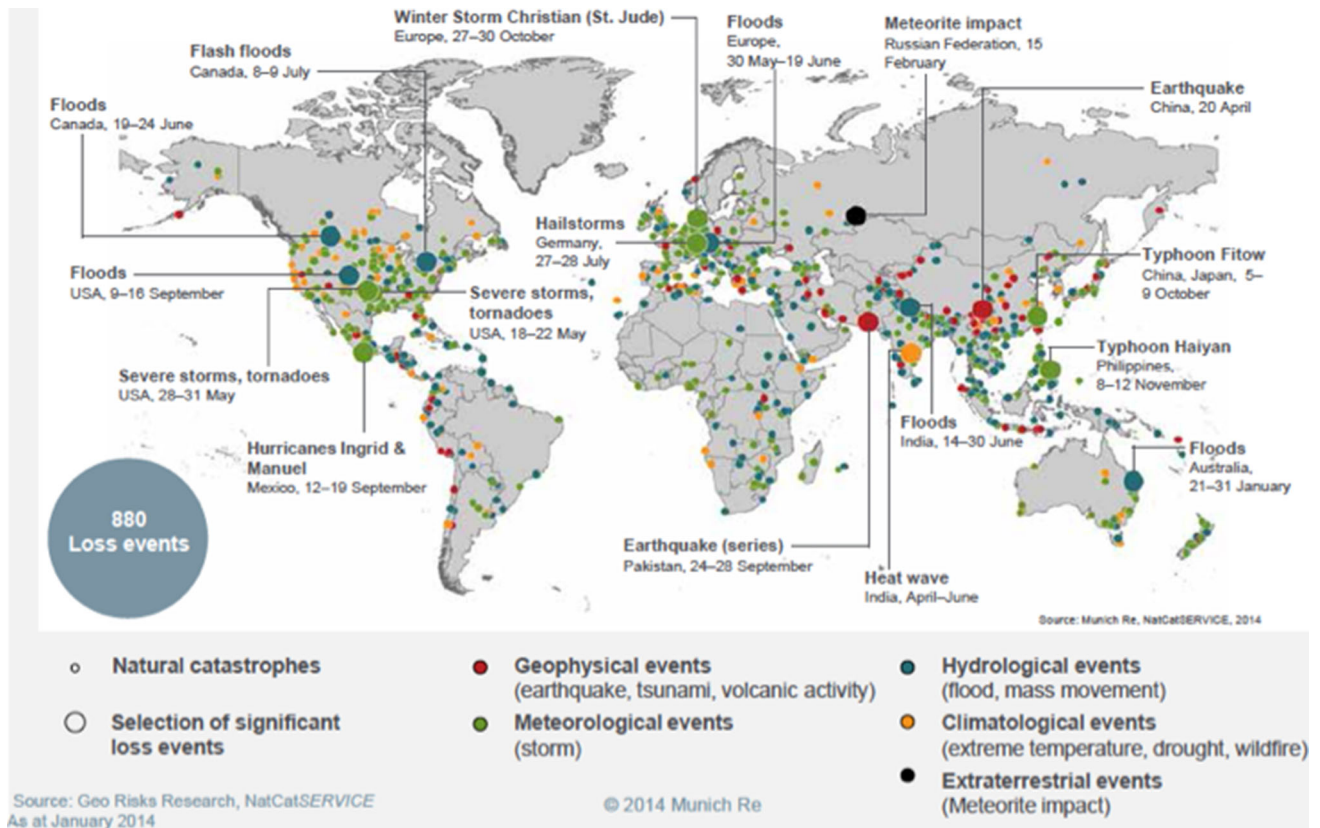 Winter Storm Christian (St. Jude)
Europe, 27–30 October
Floods
Europe,
30 May–19 June
Meteorite impact
Russian Federation, 15
February
Flash floods
Canada, 8–9 July
Earthquake
China, 20 April
Floods
Canada, 19–24 June
Hailstorms
Germany,
27–28 July
Typhoon Fitow
China, Japan, 5–
9 October
Floods
USA, 9–16 September
Severe storms,
tornadoes
USA, 18–22 May
Typhoon Haiyan
Philippines,
8–12 November
Severe storms, tornadoes
USA, 28–31 May
Floods
India, 14–30 June
Hurricanes Ingrid &
Manuel
Mexico, 12–19 September
Floods
Australia,
21–31 January
880
Loss events
Earthquake (series)
Pakistan, 24–28 September
Heat wave
India, April–June
Source: Munich Re, NatCatSERVICE, 2014
Natural catastrophes
Selection of significant
loss events
Geophysical events
(earthquake, tsunami, volcanic activity)
Meteorological events
(storm)
Hydrological events
(flood, mass movement)
Climatological events
(extreme temperature, drought, wildfire)
Extraterrestrial events
(Meteorite impact)
Source: Geo Risks Research, NatCatSERVICE
As at January 2014
© 2014 Munich Re